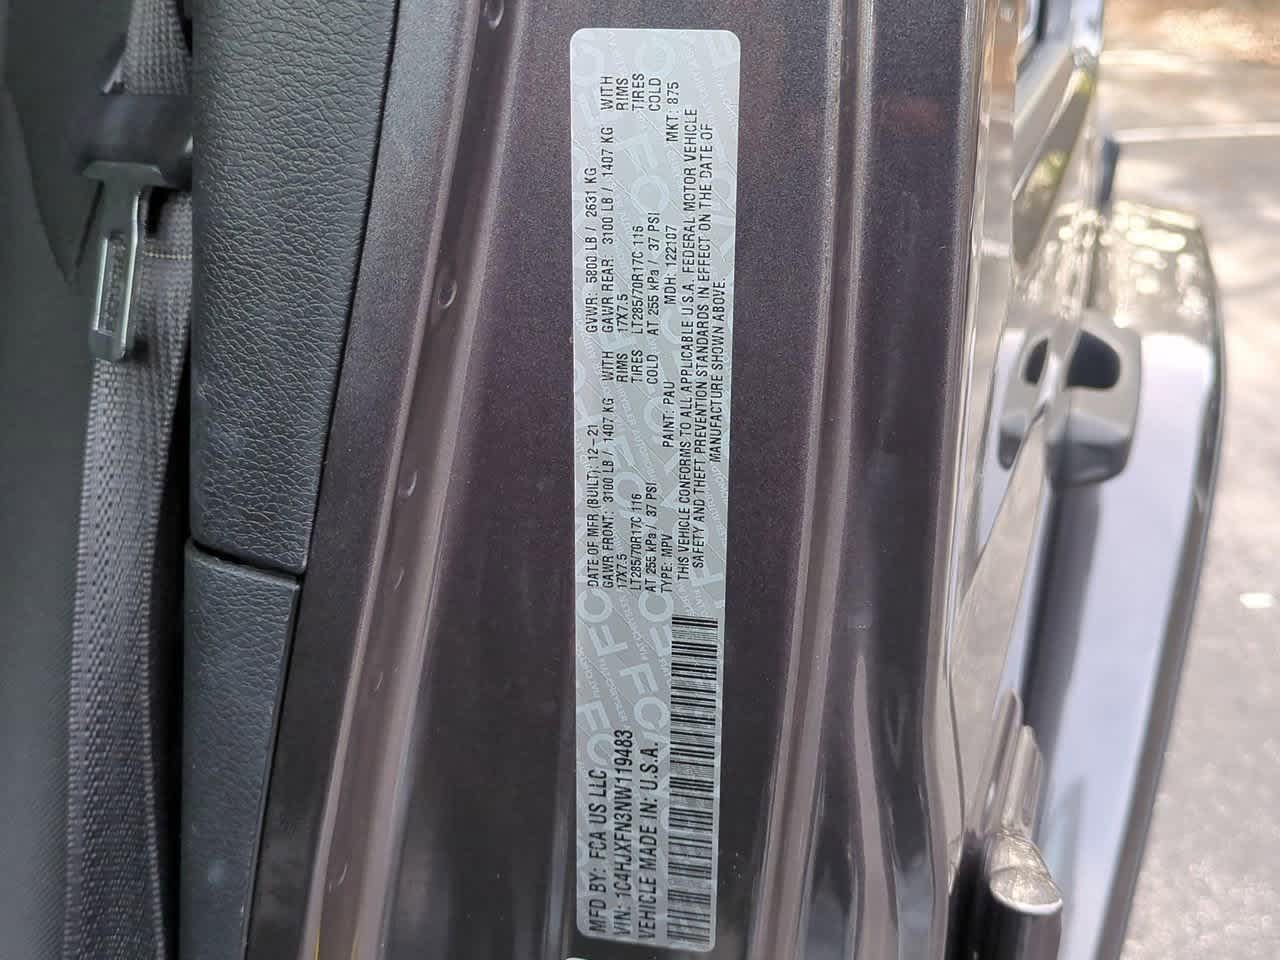 MFD BY: FCA US LLC
VIN: 1C4HJXFN3NW119483
VEHICLE MADE IN: U.S.A.
DATE OF MFR (BUILT): 12-21 GVWR: 5800 LB / 2631 KG
GAWR FRONT: 3100 LB / 1407 KG WITH GAWR REAR: 3100 LB / 1407 KG WITH
17X7.5 RIMS 17X7.5 RIMS
LT285/70R17C 116 TIRES LT285/70R17C 116 TIRES
AT 255 kPa / 37 PSI COLD AT 255 kPa / 37 PSI COLD
TYPE: MPV PAINT: PAU MDH: 122107 MKT: 875
THIS VEHICLE CONFORMS TO ALL APPLICABLE U.S.A. FEDERAL MOTOR VEHICLE
SAFETY AND THEFT PREVENTION STANDARDS IN EFFECT ON THE DATE OF
MANUFACTURE SHOWN ABOVE.